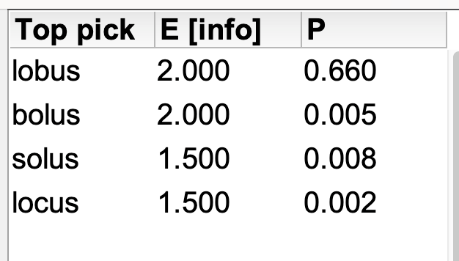 Top pick E [info] P
lobus 2.000 0.660
bolus 2.000 0.005
solus 1.500 0.008
locus 1.500 0.002